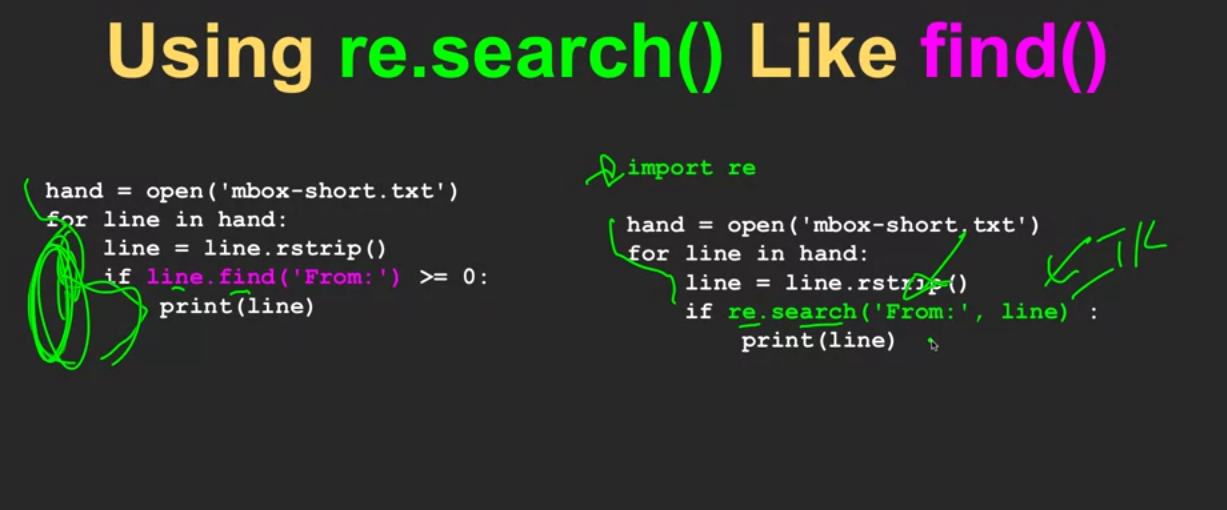 Using re.search() Like find()
hand = open('mbox-short.txt')
for line in hand:
line = line.rstrip()
if line.find('From:') >= 0:
print(line)
import re
hand = open('mbox-short.txt')
for line in hand:
line = line.rstrip()
if re.search('From:', line) :
print(line)